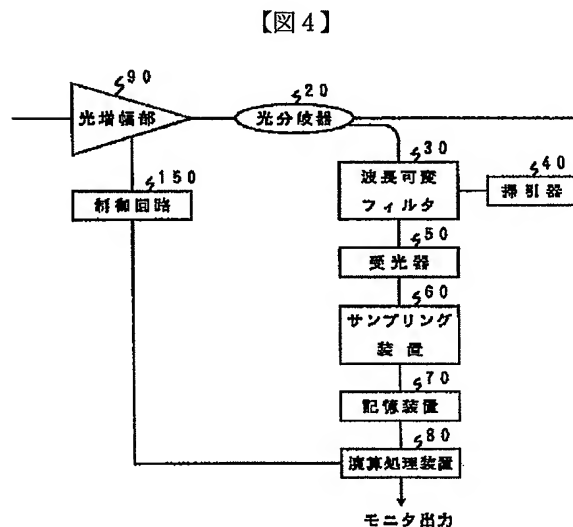 【図4】
90
光増幅部
20
光分岐器
30
波長可変
フィルタ
40
掃引器
150
制御回路
50
受光器
60
サンプリング
装置
70
記憶装置
80
演算処理装置
モニタ出力